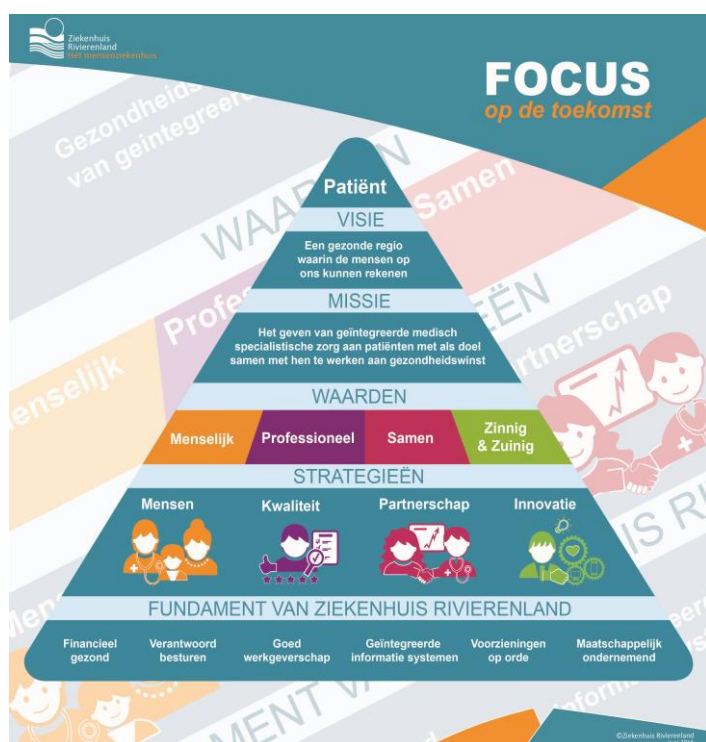 Ziekenhuis
Rivierenland
Hét mensenziekenhuis
FOCUS
op de toekomst
Patiënt
VISIE
Een gezonde regio
waarin de mensen op
ons kunnen rekenen
MISSIE
Het geven van geïntegreerde medisch
specialistische zorg aan patiënten met als doel
samen met hen te werken aan gezondheidswinst
WAARDEN
Menselijk
Professioneel
Samen
Zinnig
& Zuinig
STRATEGIEËN
Mensen
Kwaliteit
Partnerschap
Innovatie
FUNDAMENT VAN ZIEKENHUIS RIVIERENLAND
Financieel
gezond
Verantwoord
besturen
Goed
werkgeverschap
Geïntegreerde
informatie systemen
Voorzieningen
op orde
Maatschappelijk
ondernemend
©Ziekenhuis Rivierenland